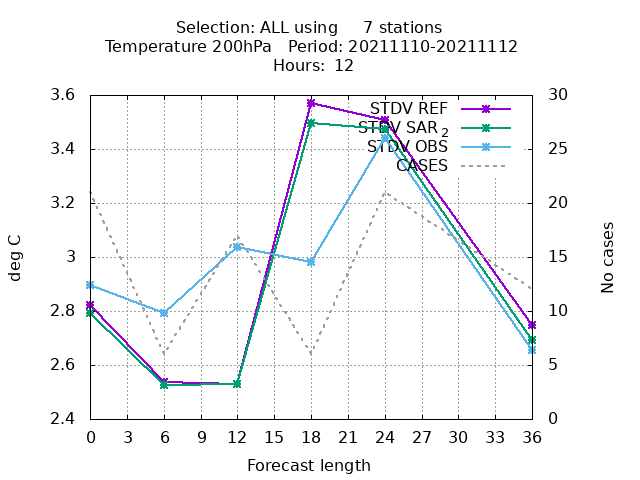 Selection: ALL using     7 stations
Temperature 200hPa   Period: 20211110-20211112
Hours:  12
3.6
3.4
3.2
3
2.8
2.6
2.4
deg C
30
25
20
15
10
5
0
No cases
STDV REF
STDV SAR 2
STDV OBS
CASES
0 3 6 9 12 15 18 21 24 27 30 33 36
Forecast length